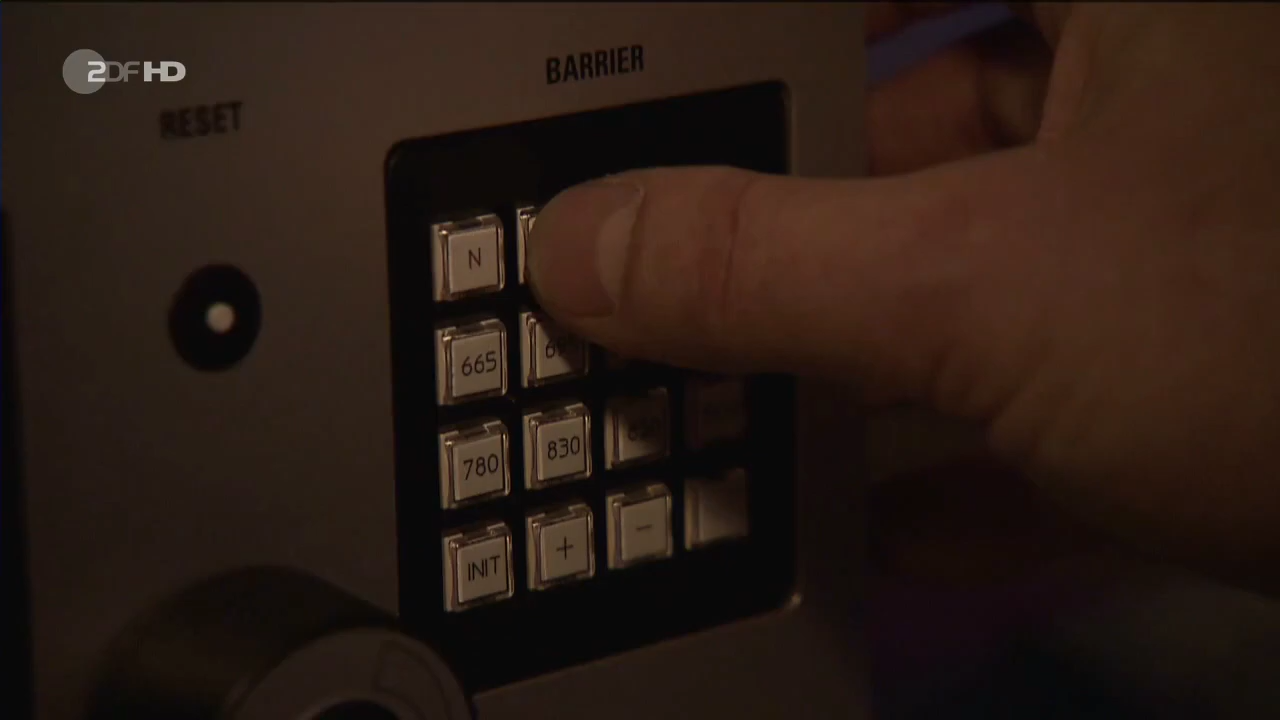 ZDF HD
BARRIER
RESET
N
665
780 830
INIT + -